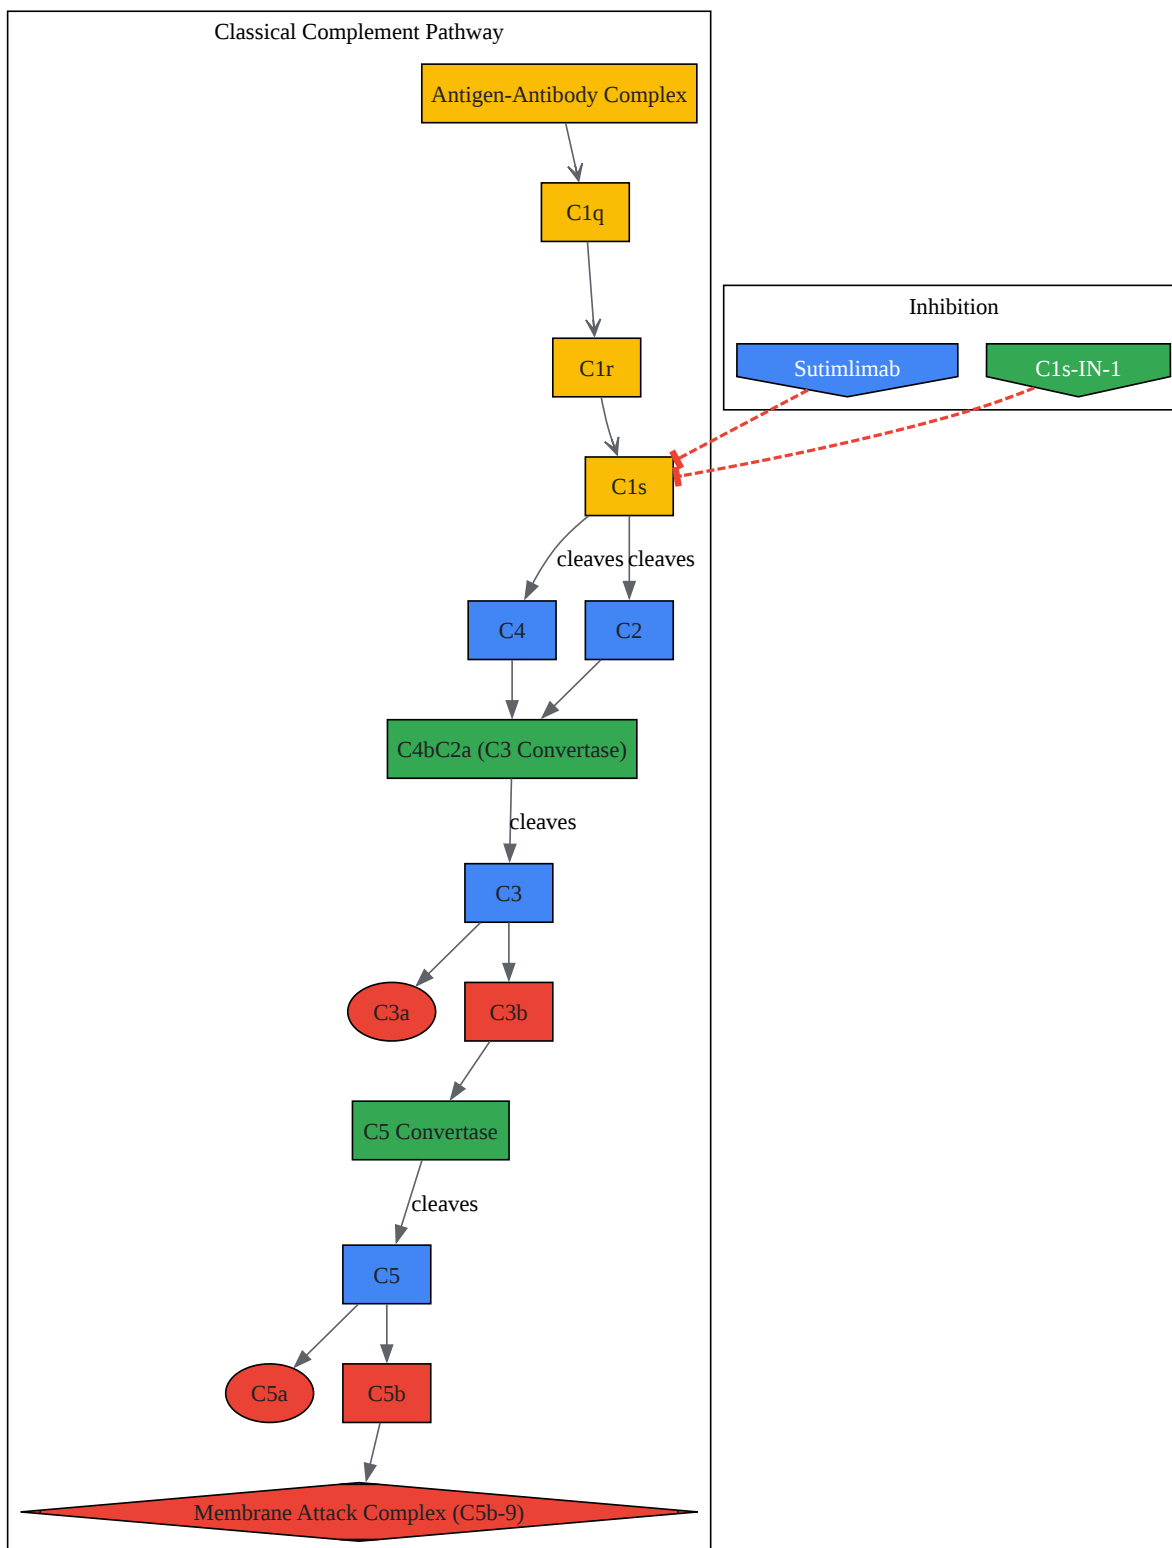 Classical Complement Pathway
Antigen-Antibody Complex
C1q
Inhibition
C1r
Sutimlimab
C1s-IN-1
C1s
cleaves
cleaves
C4
C2
C4bC2a (C3 Convertase)
cleaves
C3
C3a
C3b
C5 Convertase
cleaves
C5
C5a
C5b
Membrane Attack Complex (C5b-9)